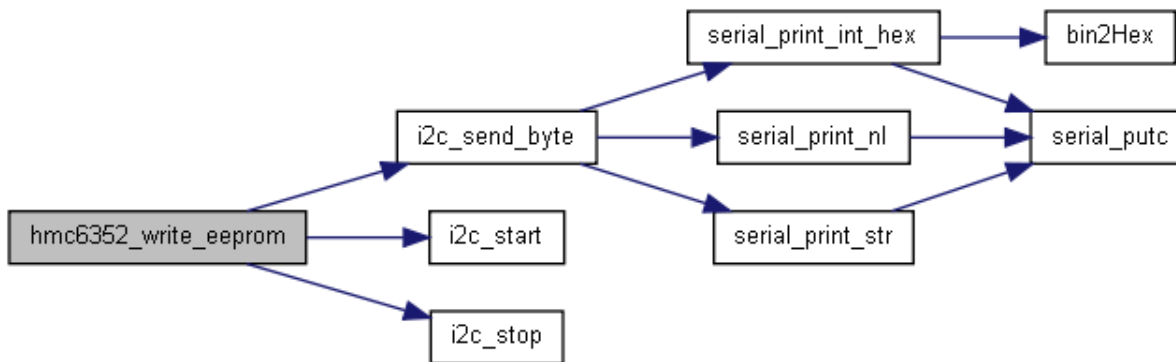 serial_print_int_hex
bin2Hex
i2c_send_byte
serial_print_nl
serial_putc
hmc6352_write_eeprom
i2c_start
serial_print_str
i2c_stop